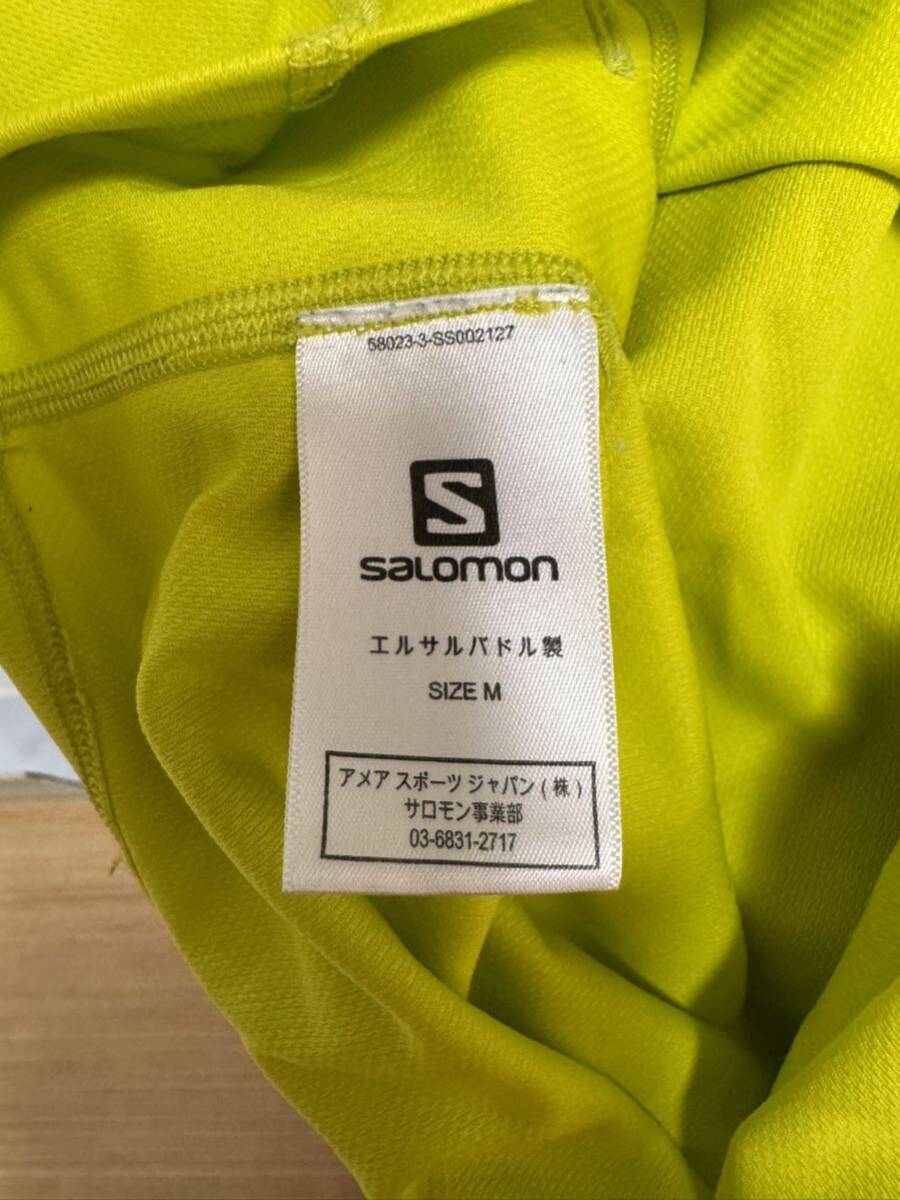 58023-3-SS002127
S
salomon
エルサルバドル製
SIZE M
アメア スポーツ ジャパン ( 株 )
サロモン事業部
03-6831-2717